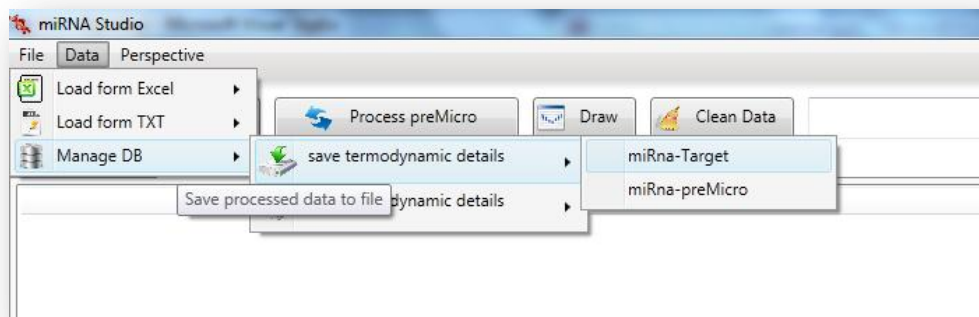 miRNA Studio
File Data Perspective
Load form Excel
Load form TXT
Process preMicro Draw Clean Data
Manage DB save termodynamic details miRna-Target
Save processed data to file dynamic details miRna-preMicro